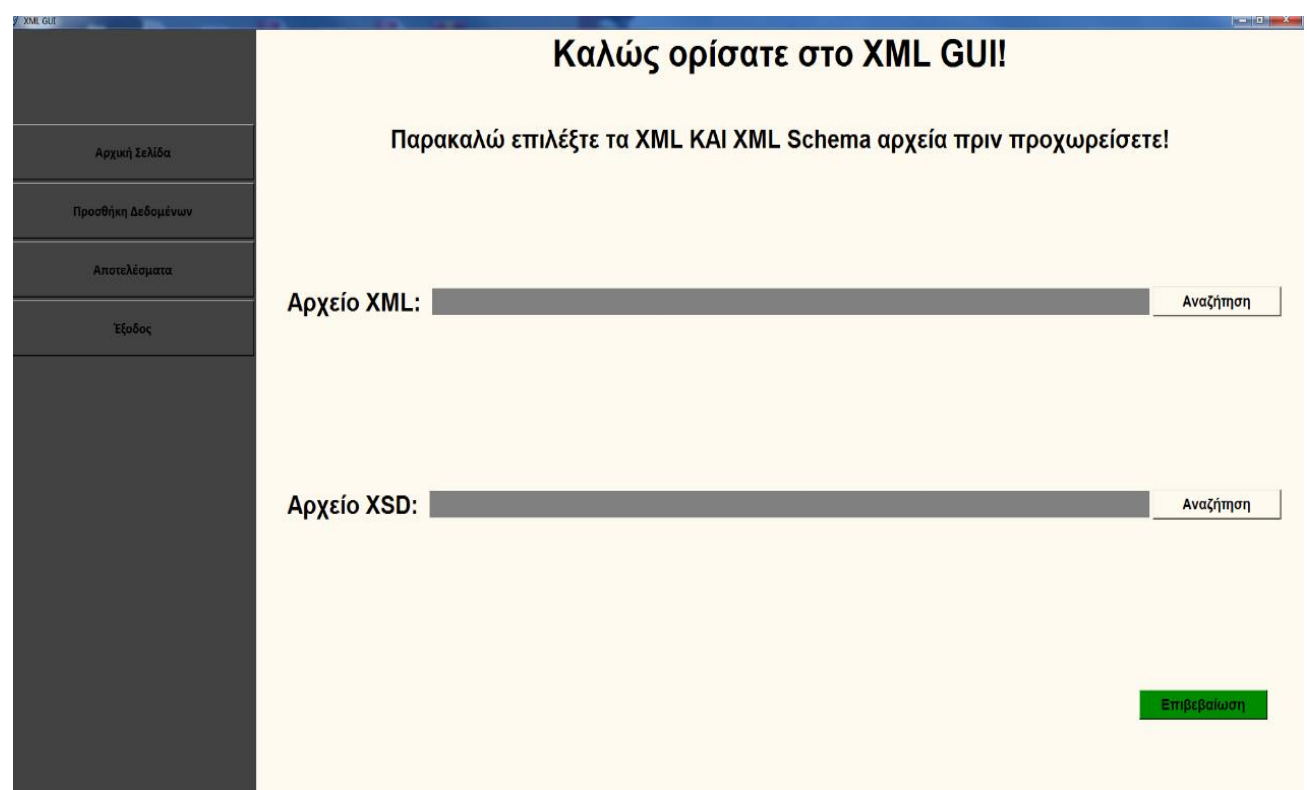 XML GUI
Καλώς ορίσατε στο XML GUI!
Παρακαλώ επιλέξτε τα XML ΚΑΙ XML Schema αρχεία πριν προχωρείσετε!
Αρχική Σελίδα
Προσθήκη Δεδομένων
Αποτελέσματα
Έξοδος
Αρχείο XML:
Αναζήτηση
Αρχείο XSD:
Αναζήτηση
Επιβεβαίωση